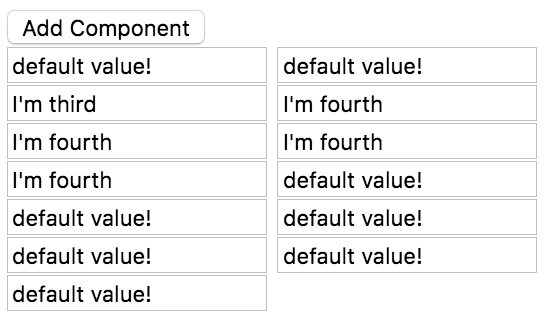 Add Component
default value! default value!
I'm third I'm fourth
I'm fourth I'm fourth
I'm fourth default value!
default value! default value!
default value! default value!
default value!